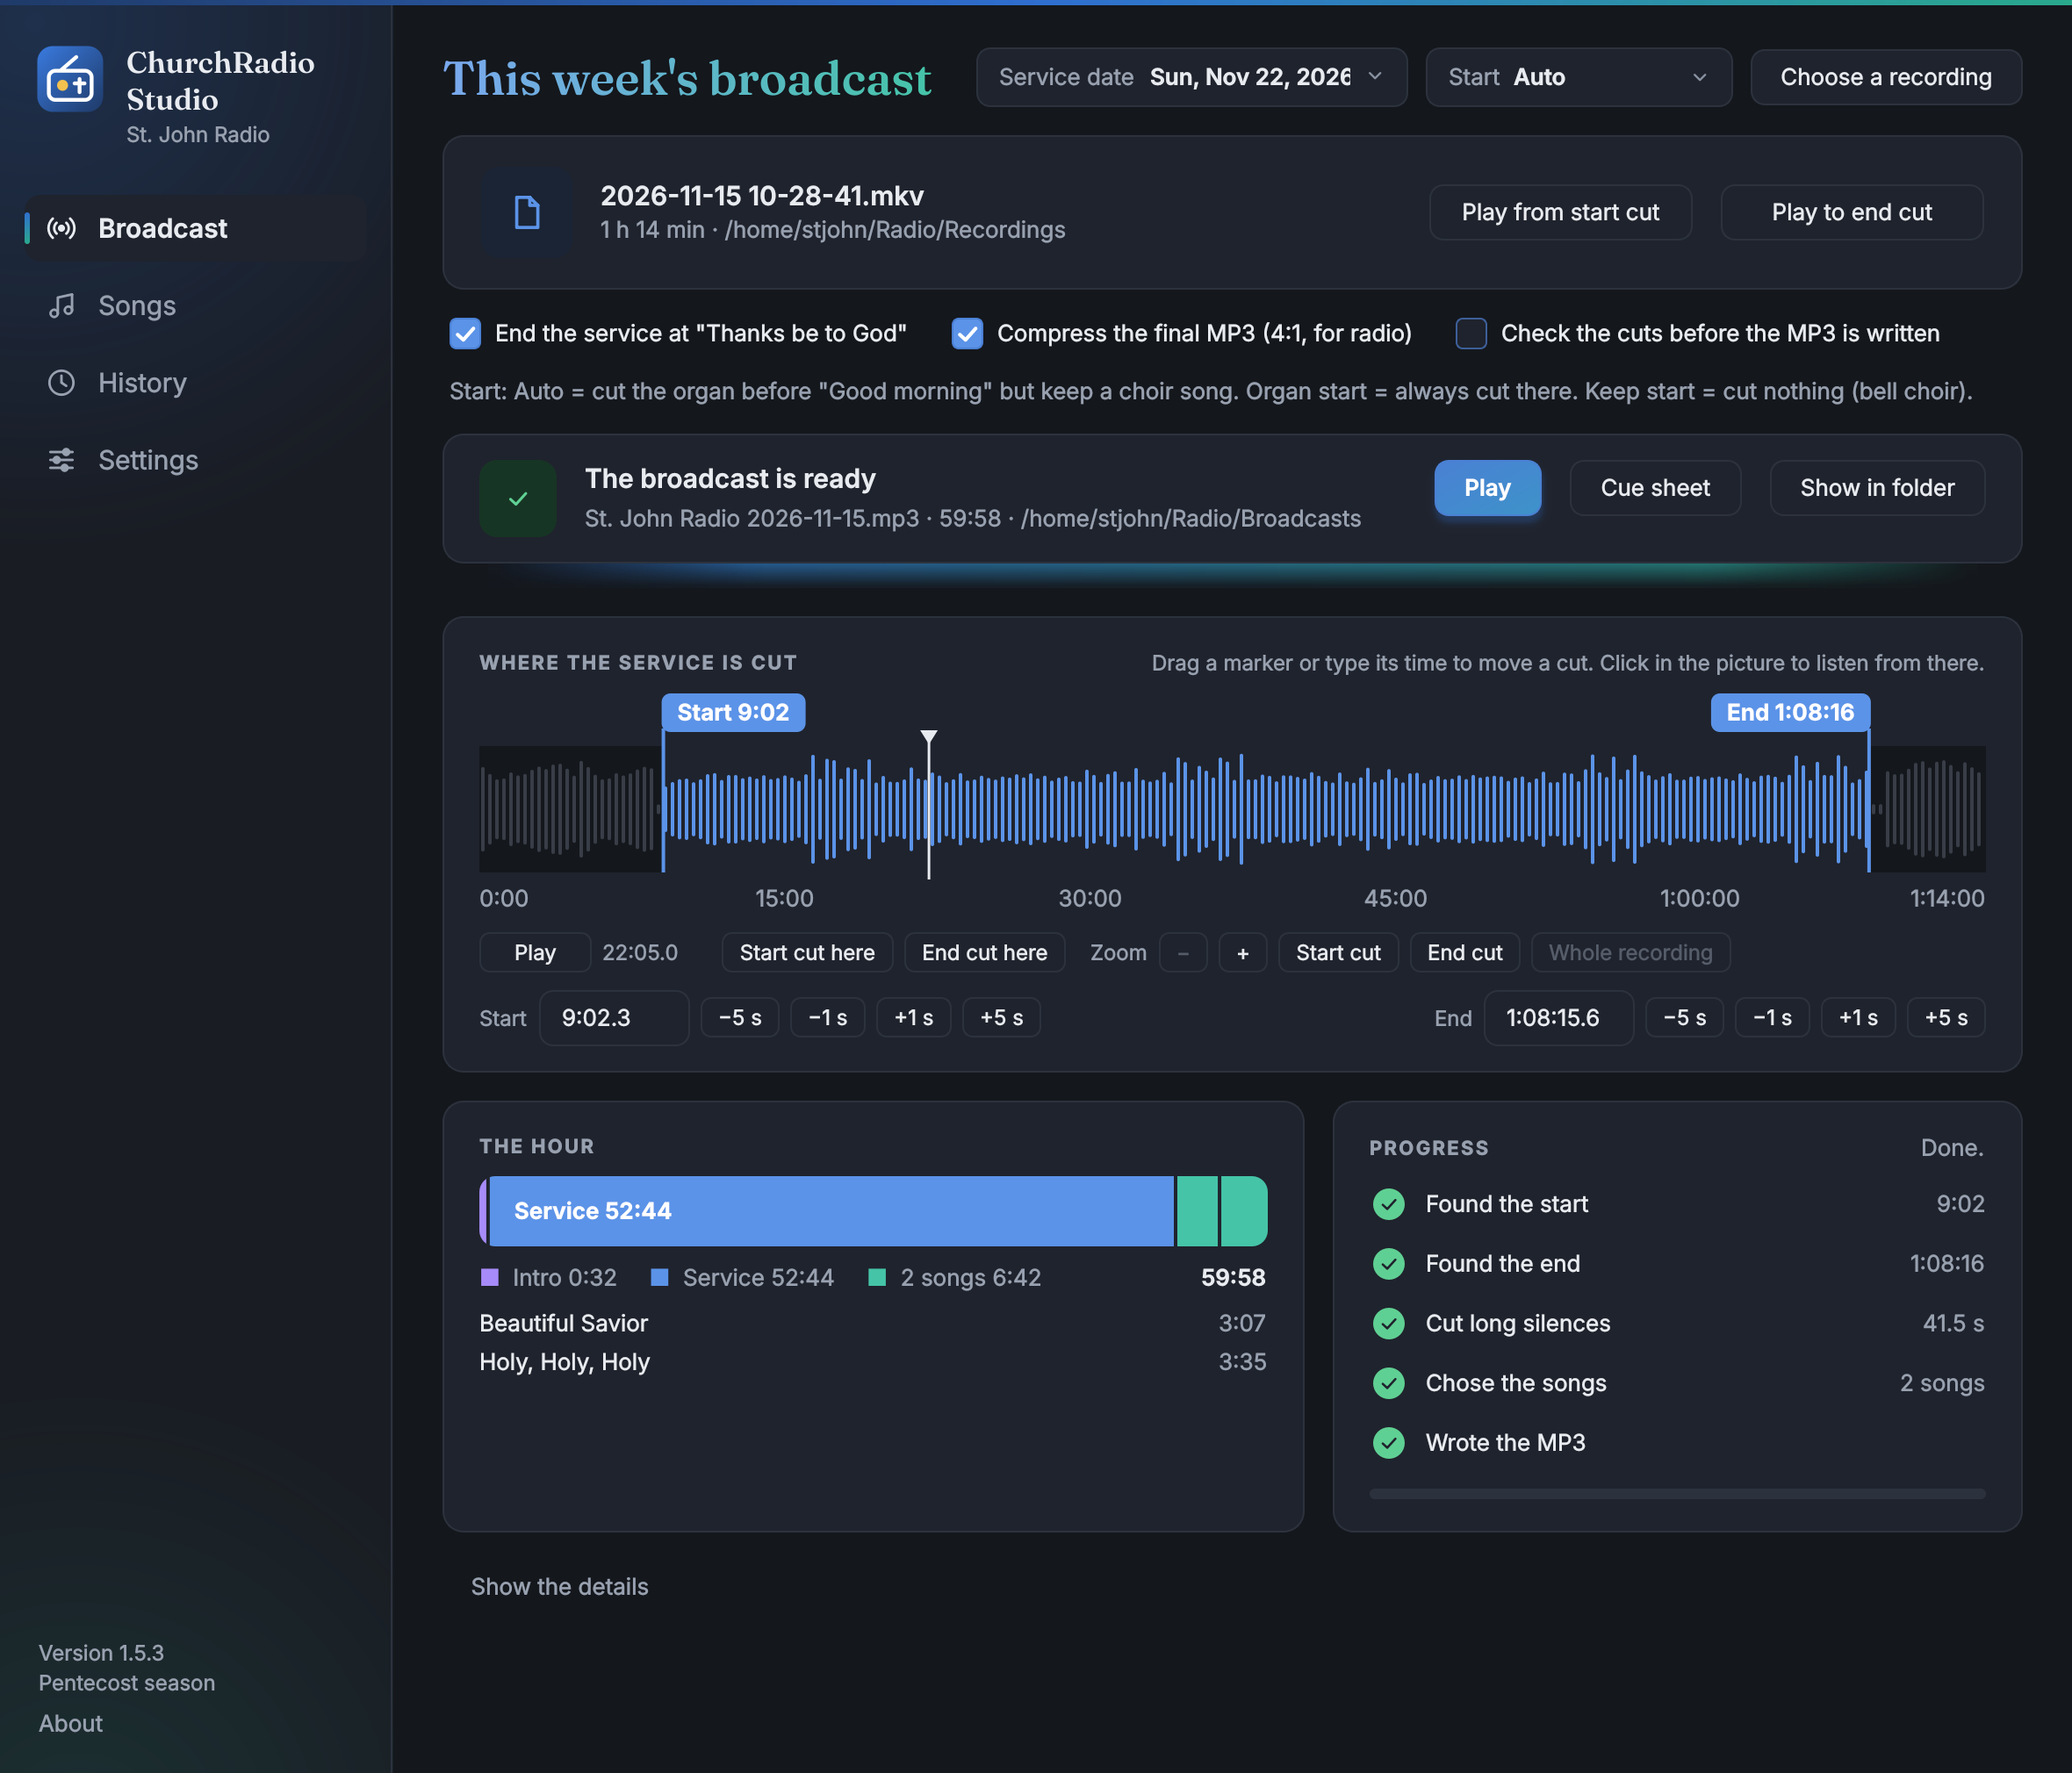 ChurchRadio
Studio
St. John Radio
Broadcast
Songs
History
Settings
Version 1.5.3
Pentecost season
About
This week's broadcast
Service date Sun, Nov 22, 2026
Start Auto
Choose a recording
2026-11-15 10-28-41.mkv
1 h 14 min · /home/stjohn/Radio/Recordings
Play from start cut
Play to end cut
End the service at "Thanks be to God"
Compress the final MP3 (4:1, for radio)
Check the cuts before the MP3 is written
Start: Auto = cut the organ before "Good morning" but keep a choir song. Organ start = always cut there. Keep start = cut nothing (bell choir).
The broadcast is ready
St. John Radio 2026-11-15.mp3 · 59:58 · /home/stjohn/Radio/Broadcasts
Play
Cue sheet
Show in folder
WHERE THE SERVICE IS CUT
Drag a marker or type its time to move a cut. Click in the picture to listen from there.
Start 9:02
End 1:08:16
0:00 15:00 30:00 45:00 1:00:00 1:14:00
Play 22:05.0 Start cut here End cut here Zoom − + Start cut End cut Whole recording
Start 9:02.3 −5 s −1 s +1 s +5 s
End 1:08:15.6 −5 s −1 s +1 s +5 s
THE HOUR
Service 52:44
Intro 0:32 Service 52:44 2 songs 6:42 59:58
Beautiful Savior 3:07
Holy, Holy, Holy 3:35
PROGRESS Done.
Found the start 9:02
Found the end 1:08:16
Cut long silences 41.5 s
Chose the songs 2 songs
Wrote the MP3
Show the details